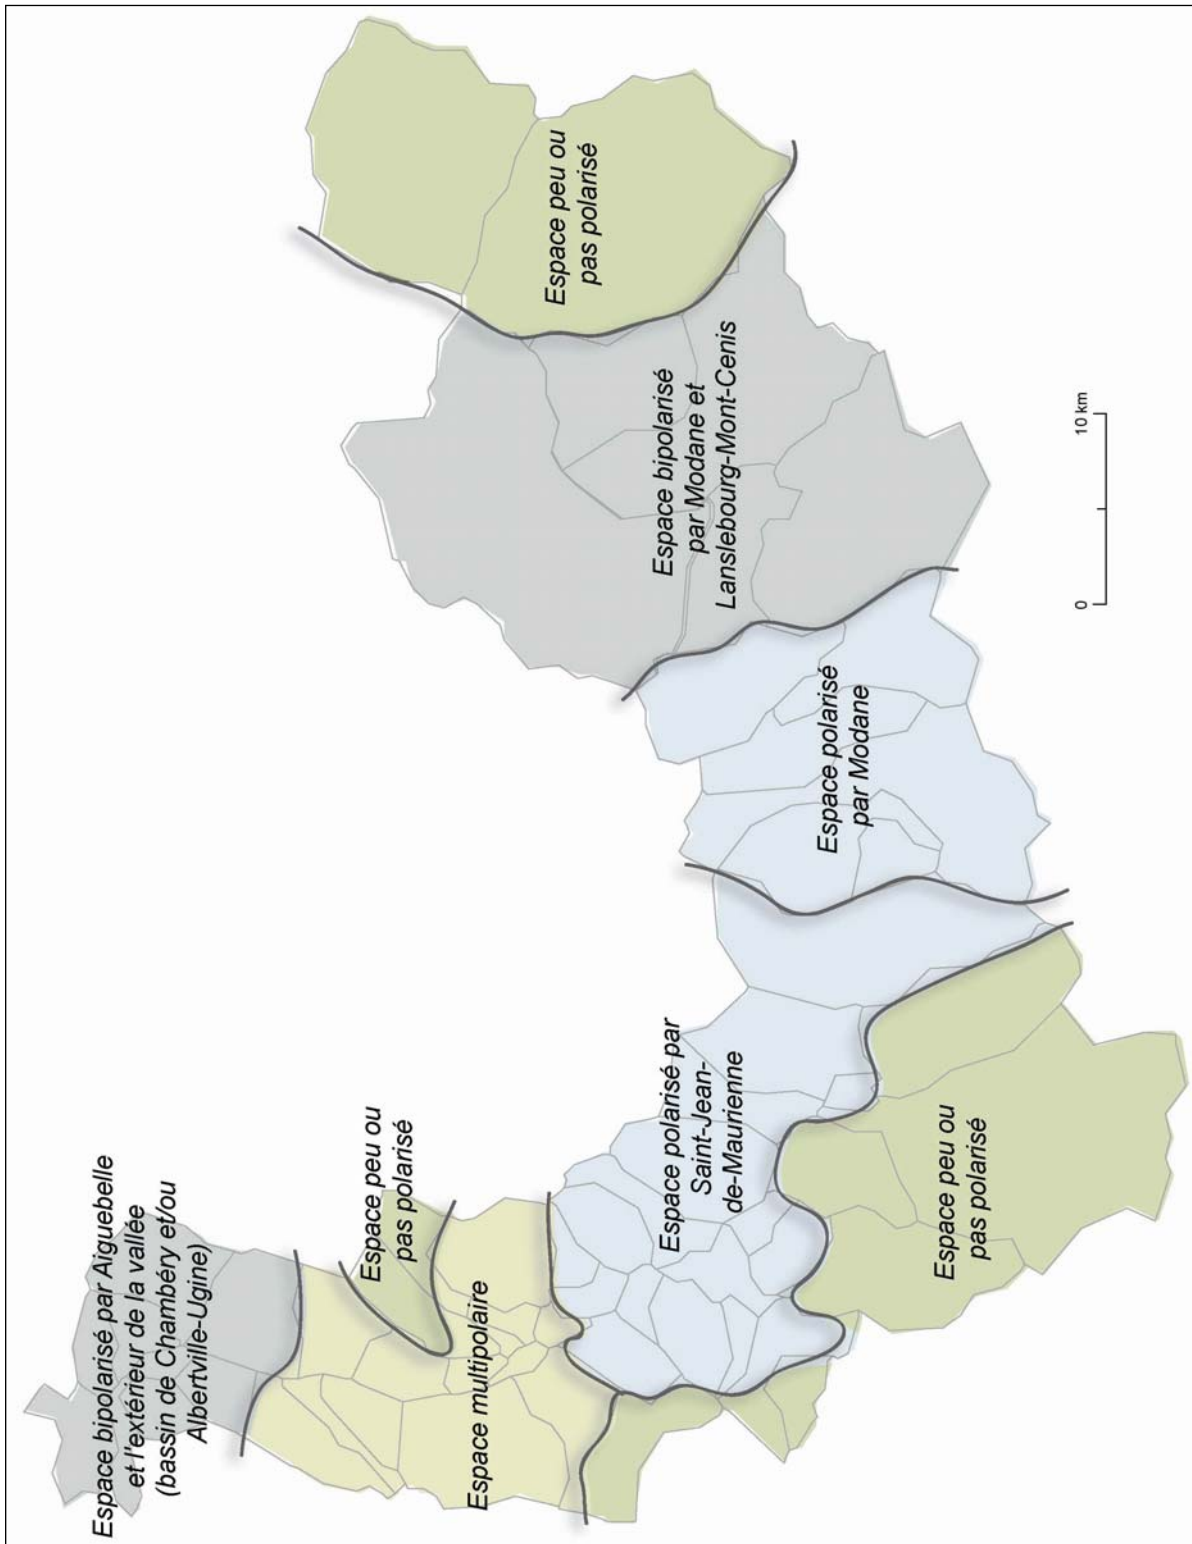 Espace bipolarisé par Aiguebelle
et l'extérieur de la vallée
(bassin de Chambéry et/ou
Albertville-Ugine)
Espace peu ou
pas polarisé
Espace multipolaire
Espace polarisé par
Saint-Jean-
de-Maurienne
Espace peu ou
pas polarisé
Espace polarisé
par Modane
Espace bipolarisé
par Modane et
Lanslebourg-Mont-Cenis
Espace peu ou
pas polarisé
0
10 km